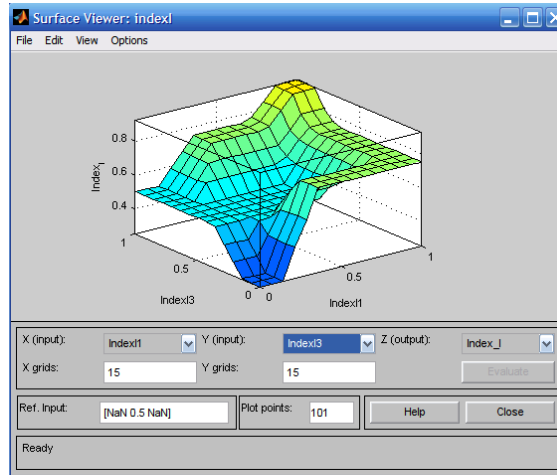 Surface Viewer: indexI
File Edit View Options
0.8
0.6
0.4
Index_I
1
0.5
0
IndexI3
0
0.5
1
IndexI1
X (input): IndexI1 Y (input): IndexI3 Z (output): Index_I
X grids: 15 Y grids: 15 Evaluate
Ref. Input: [NaN 0.5 NaN] Plot points: 101 Help Close
Ready